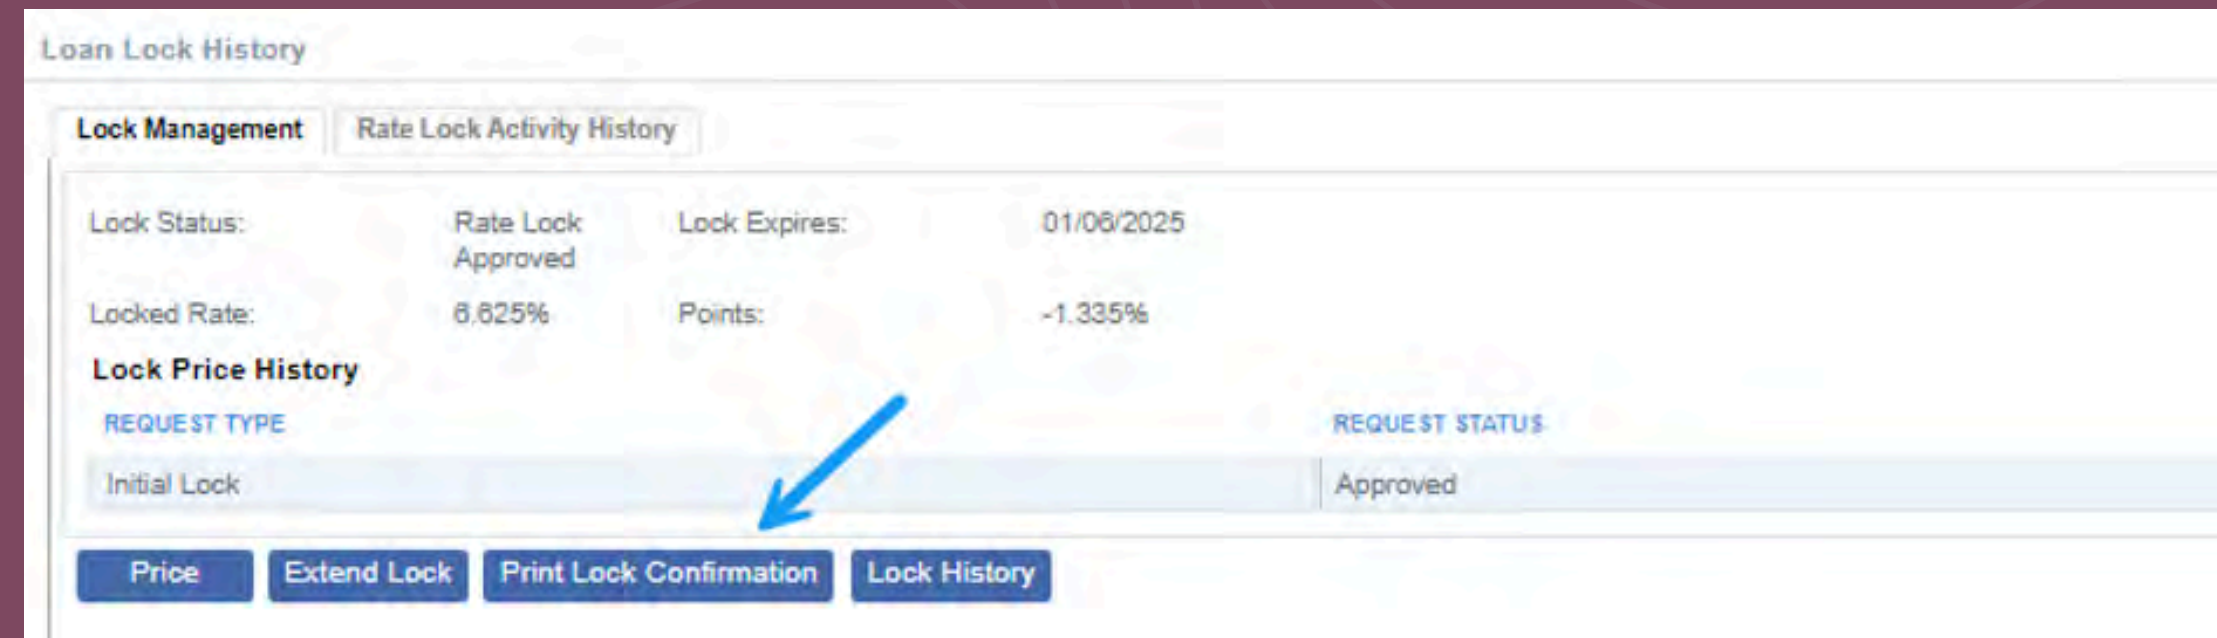 Loan Lock History
Lock Management Rate Lock Activity History
Lock Status: Rate Lock Approved Lock Expires: 01/06/2025
Locked Rate: 6.625% Points: -1.335%
Lock Price History
REQUEST TYPE REQUEST STATUS
Initial Lock Approved
Price Extend Lock Print Lock Confirmation Lock History